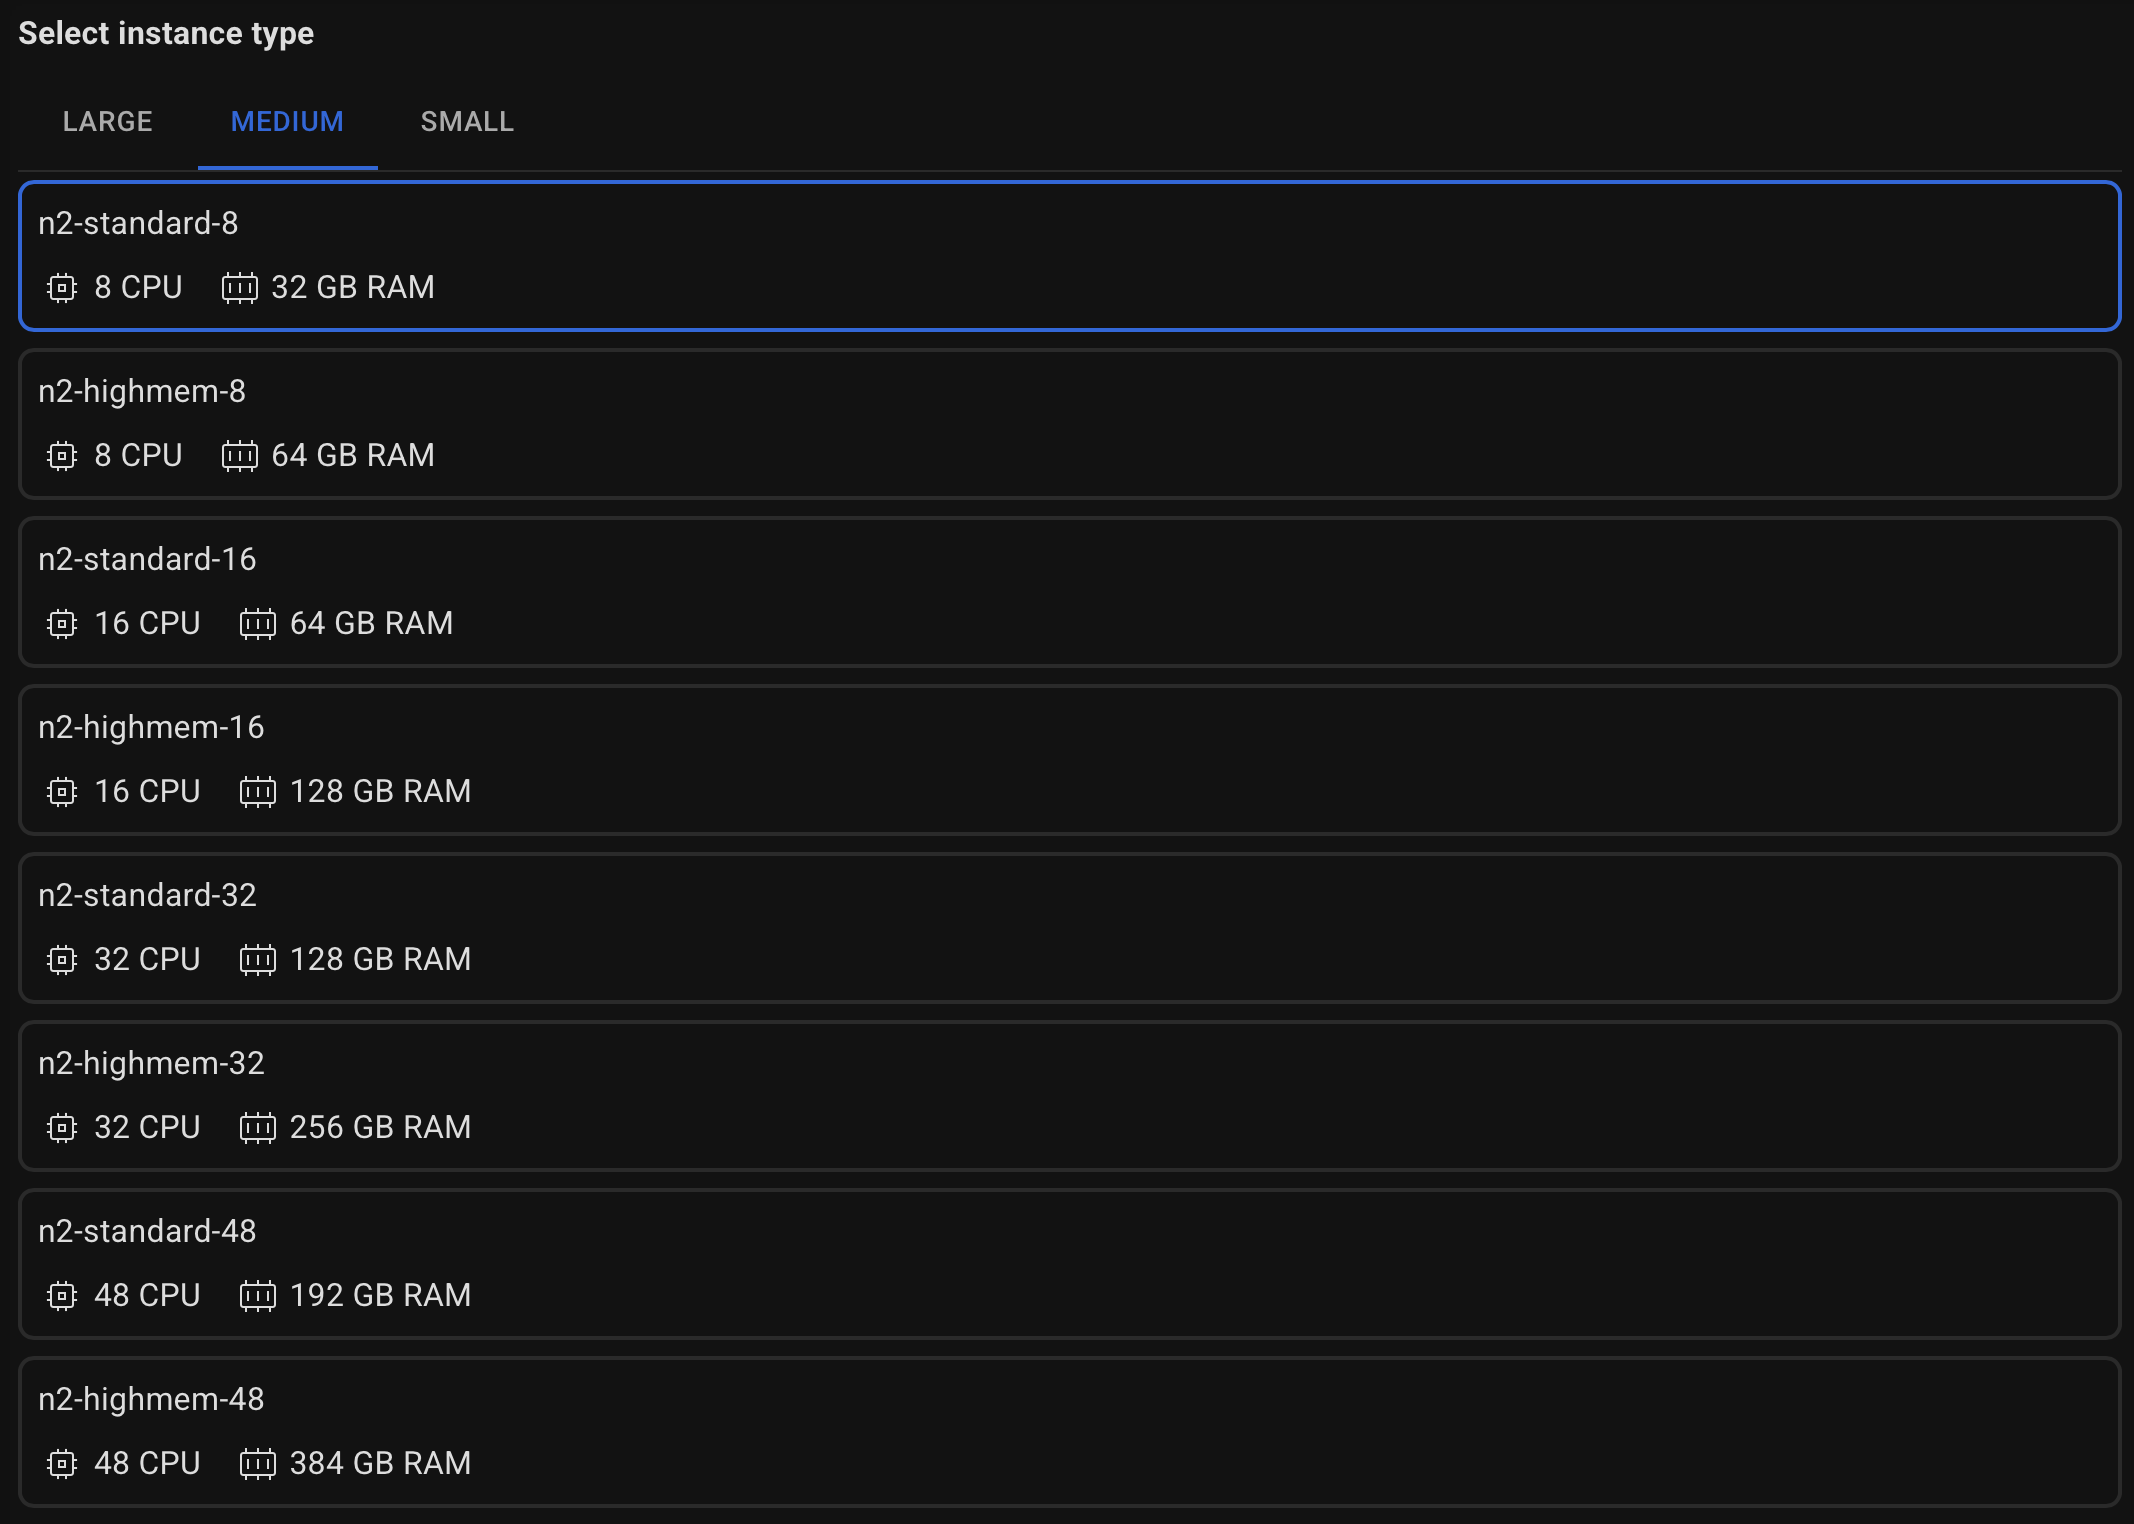 Select instance type
LARGE MEDIUM SMALL
n2-standard-8
8 CPU 32 GB RAM
n2-highmem-8
8 CPU 64 GB RAM
n2-standard-16
16 CPU 64 GB RAM
n2-highmem-16
16 CPU 128 GB RAM
n2-standard-32
32 CPU 128 GB RAM
n2-highmem-32
32 CPU 256 GB RAM
n2-standard-48
48 CPU 192 GB RAM
n2-highmem-48
48 CPU 384 GB RAM